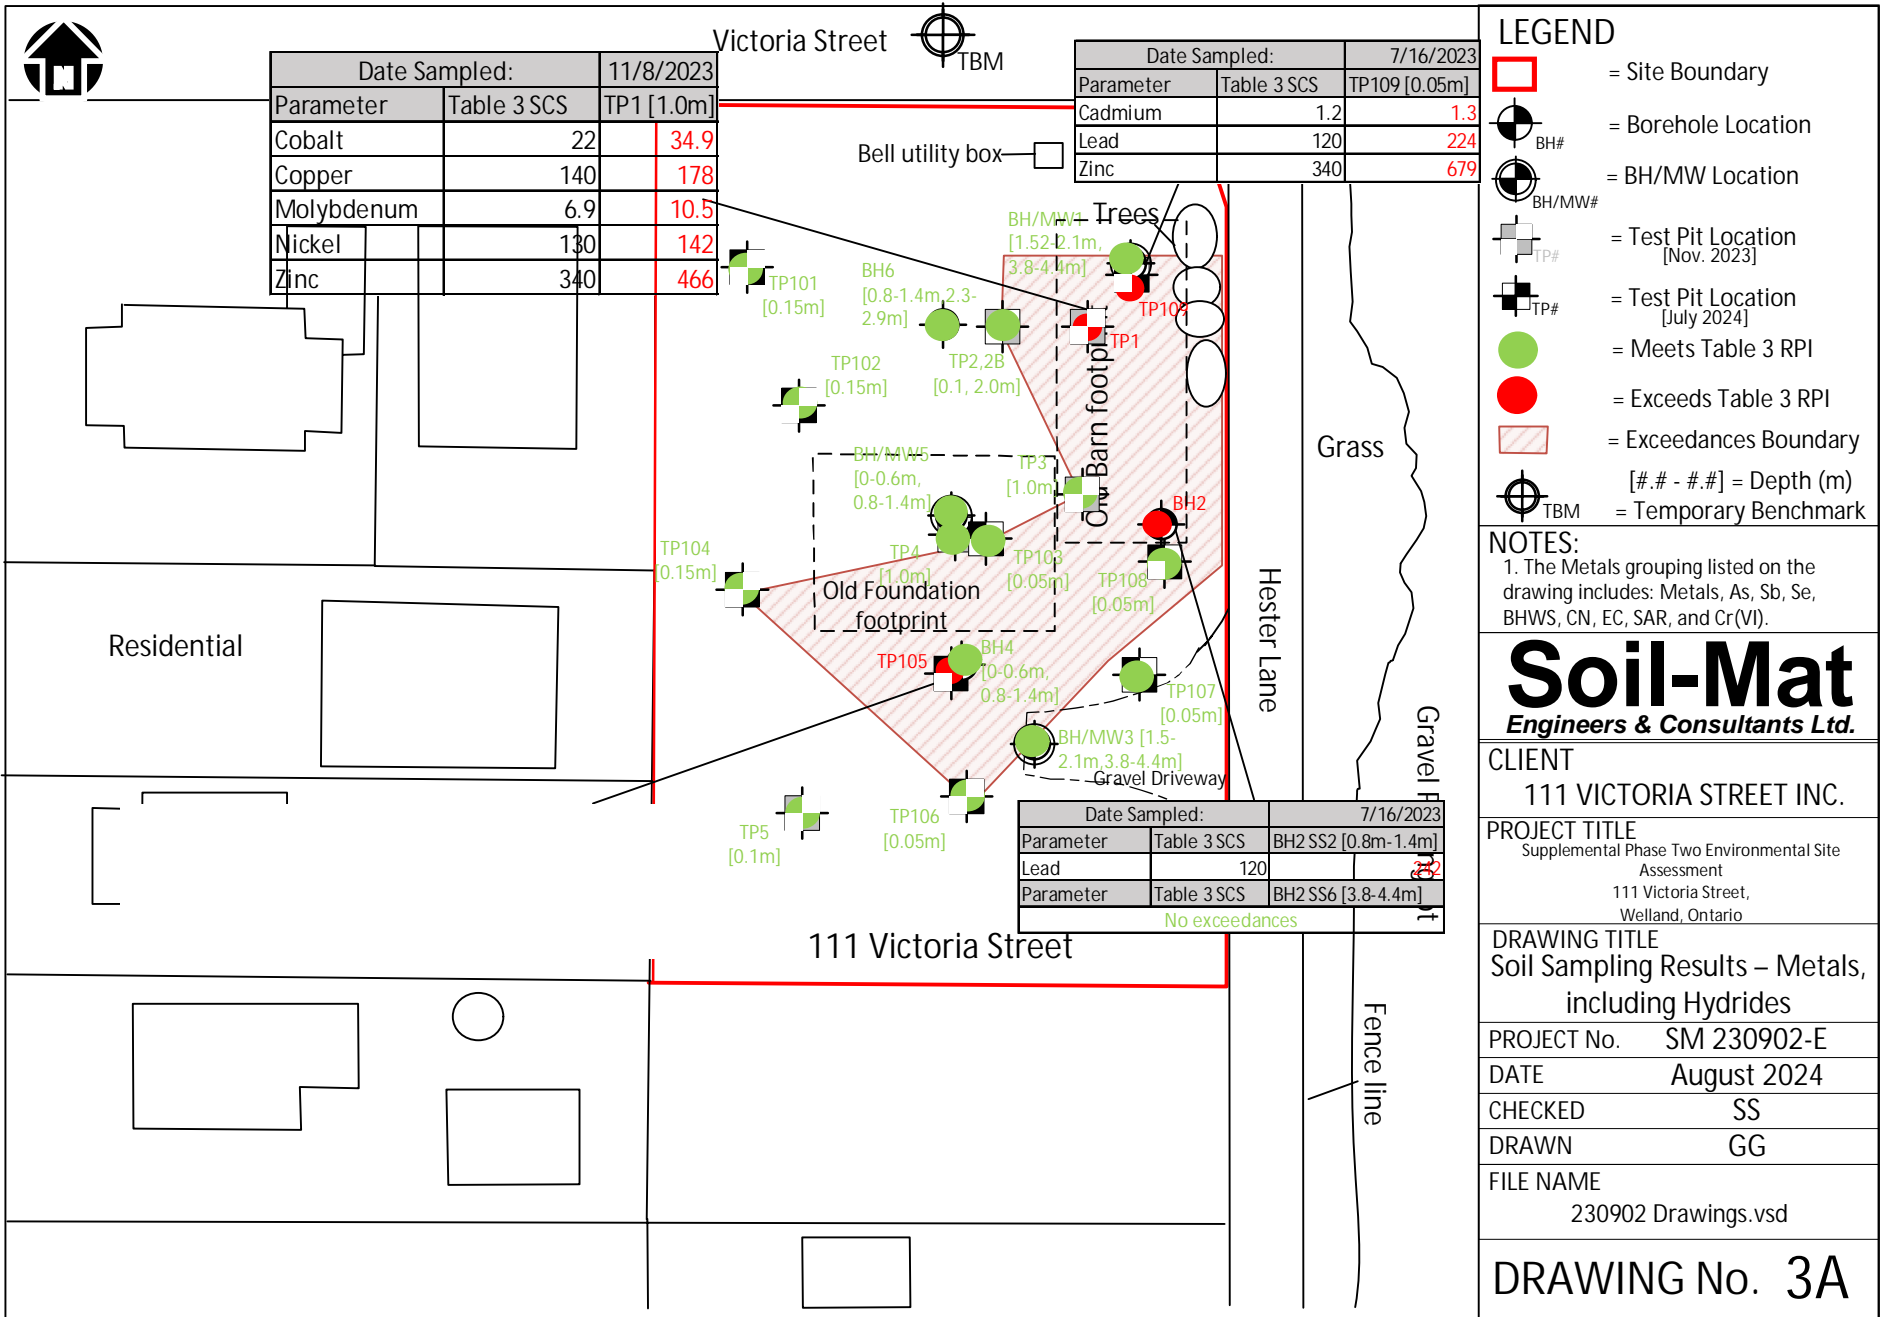 N
Victoria Street
TBM
Date Sampled: 11/8/2023
Parameter Table 3 SCS TP1 [1.0m]
Cobalt 22 34.9
Copper 140 178
Molybdenum 6.9 10.5
Nickel 130 142
Zinc 340 466
Date Sampled: 7/16/2023
Parameter Table 3 SCS TP109 [0.05m]
Cadmium 1.2 1.3
Lead 120 224
Zinc 340 679
Bell utility box
Trees
BH/MW1
[1.52-2.1m,
3.8-4.4m]
TP101
[0.15m]
BH6
[0.8-1.4m,2.3-
2.9m]
TP109
TP1
TP2,2B
[0.1, 2.0m]
TP102
[0.15m]
Old Barn footpr
Grass
BH/MW5
[0-0.6m,
0.8-1.4m]
TP3
[1.0m]
BH2
TP104
[0.15m]
TP4
[1.0m]
TP103
[0.05m]
TP108
[0.05m]
Old Foundation
footprint
Hester Lane
Residential
TP105
BH4
[0-0.6m,
0.8-1.4m]
TP107
[0.05m]
BH/MW3 [1.5-
2.1m,3.8-4.4m]
Gravel Driveway
TP5
[0.1m]
TP106
[0.05m]
Date Sampled: 7/16/2023
Parameter Table 3 SCS BH2 SS2 [0.8m-1.4m]
Lead 120 242
Parameter Table 3 SCS BH2 SS6 [3.8-4.4m]
No exceedances
Gravel
111 Victoria Street
Fence line
LEGEND
= Site Boundary
BH# = Borehole Location
BH/MW# = BH/MW Location
TP# = Test Pit Location
[Nov. 2023]
TP# = Test Pit Location
[July 2024]
= Meets Table 3 RPI
= Exceeds Table 3 RPI
= Exceedances Boundary
[#.# - #.#] = Depth (m)
TBM = Temporary Benchmark
NOTES:
1. The Metals grouping listed on the
drawing includes: Metals, As, Sb, Se,
BHWS, CN, EC, SAR, and Cr(VI).
Soil-Mat
Engineers & Consultants Ltd.
CLIENT
111 VICTORIA STREET INC.
PROJECT TITLE
Supplemental Phase Two Environmental Site
Assessment
111 Victoria Street,
Welland, Ontario
DRAWING TITLE
Soil Sampling Results – Metals,
including Hydrides
PROJECT No. SM 230902-E
DATE August 2024
CHECKED SS
DRAWN GG
FILE NAME
230902 Drawings.vsd
DRAWING No. 3A